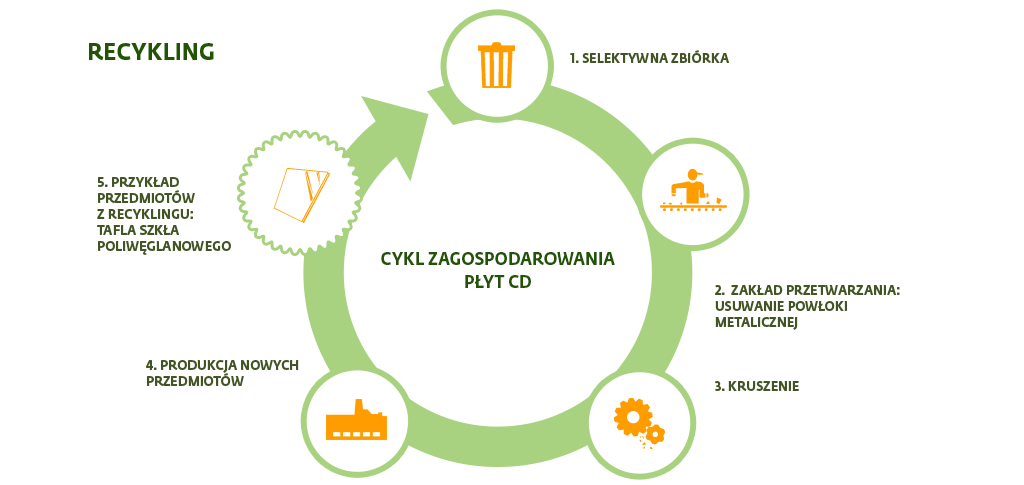 RECYKLING
1. SELEKTYWNA ZBIÓRKA
2. ZAKŁAD PRZETWARZANIA:
USUWANIE POWŁOKI
METALICZNEJ
3. KRUSZENIE
4. PRODUKCJA NOWYCH
PRZEDMIOTÓW
5. PRZYKŁAD
PRZEDMIOTÓW
Z RECYKLINGU:
TAFLA SZKŁA
POLIWĘGLANOWEGO
CYKL ZAGOSPODAROWANIA
PŁYT CD